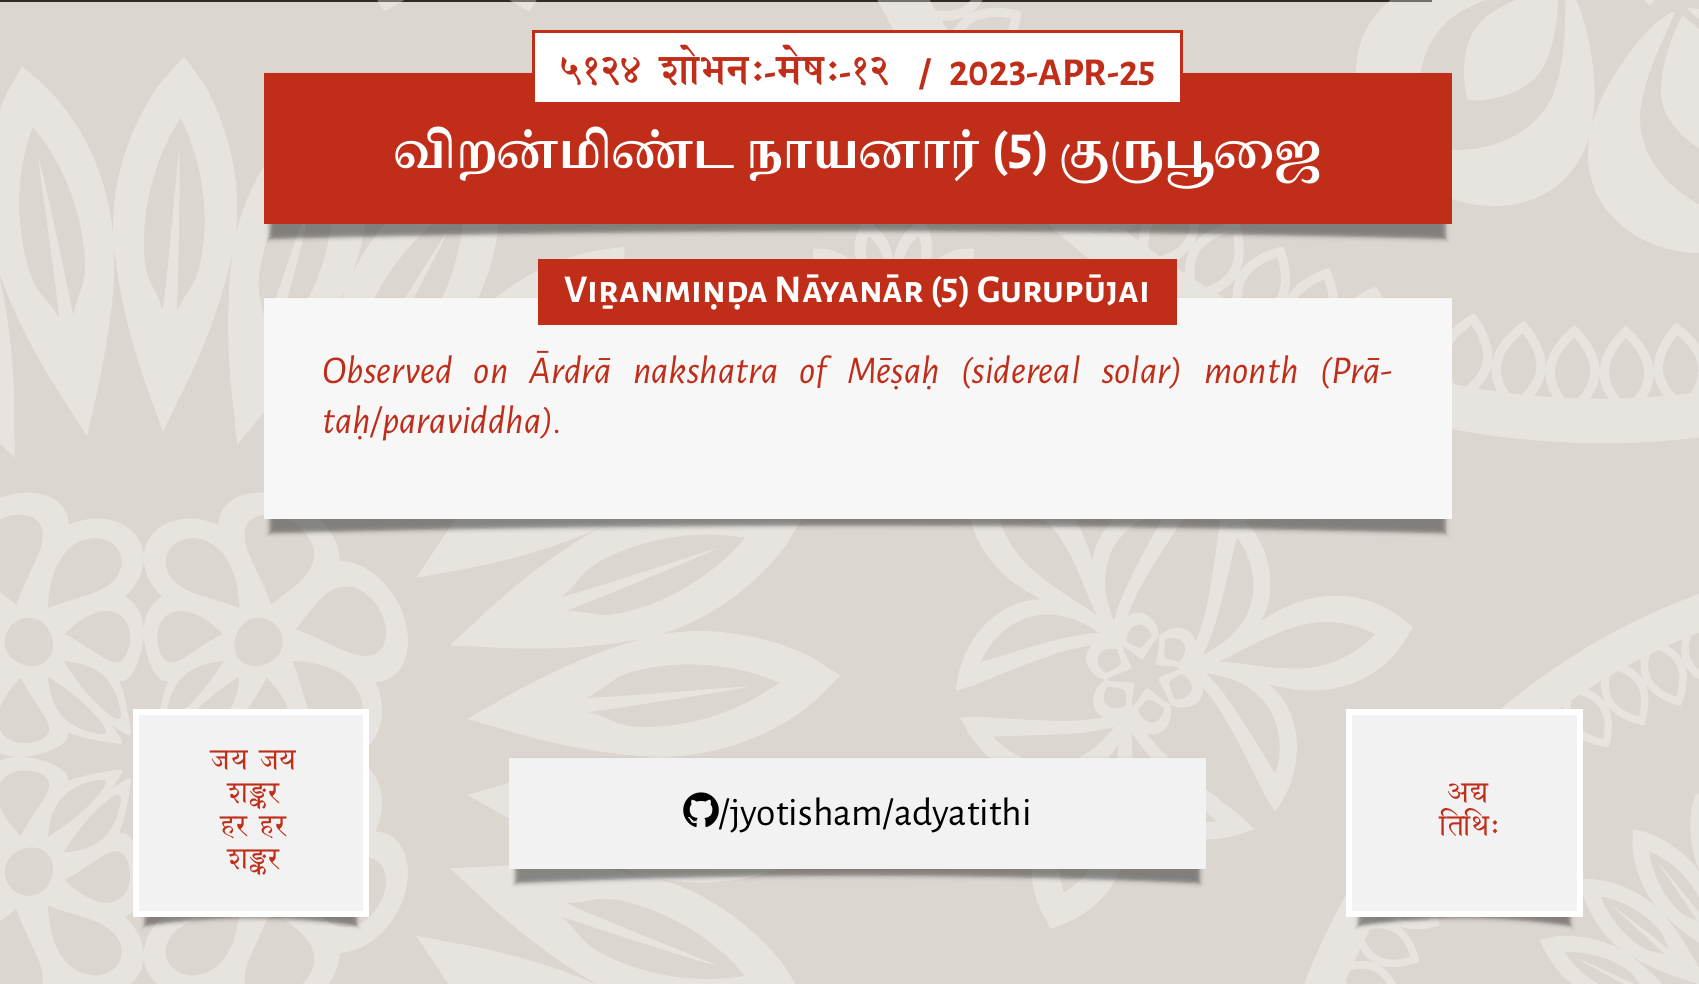 ५१२४ शोभनः-मेषः-१२ / 2023-APR-25
விறன்மிண்ட நாயனார் (5) குருபூஜை
Viṟanmiṇḍa Nāyanār (5) Gurupūjai
Observed on Ārdrā nakshatra of Mēṣaḥ (sidereal solar) month (Prā-
taḥ/paraviddha).
जय जय
शङ्कर
हर हर
शङ्कर
/jyotisham/adyatithi
अद्य
तिथिः